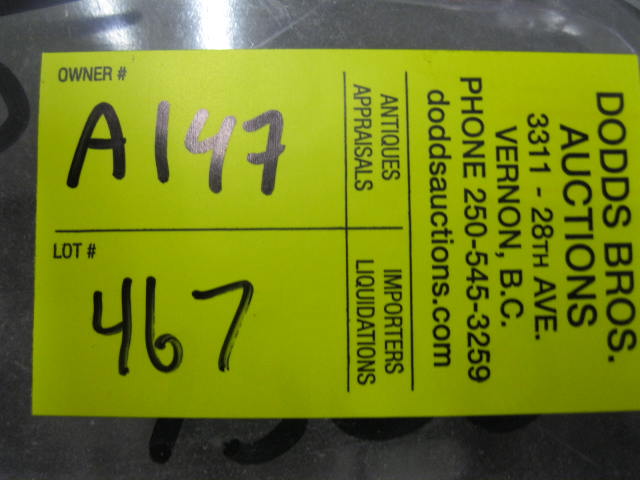 OWNER #
A147
LOT #
467
ANTIQUES
APPRAISALS
IMPORTERS
LIQUIDATIONS
DODDS BROS.
AUCTIONS
3311 - 28TH AVE.
VERNON, B.C.
PHONE 250-545-3259
doddsauctions.com